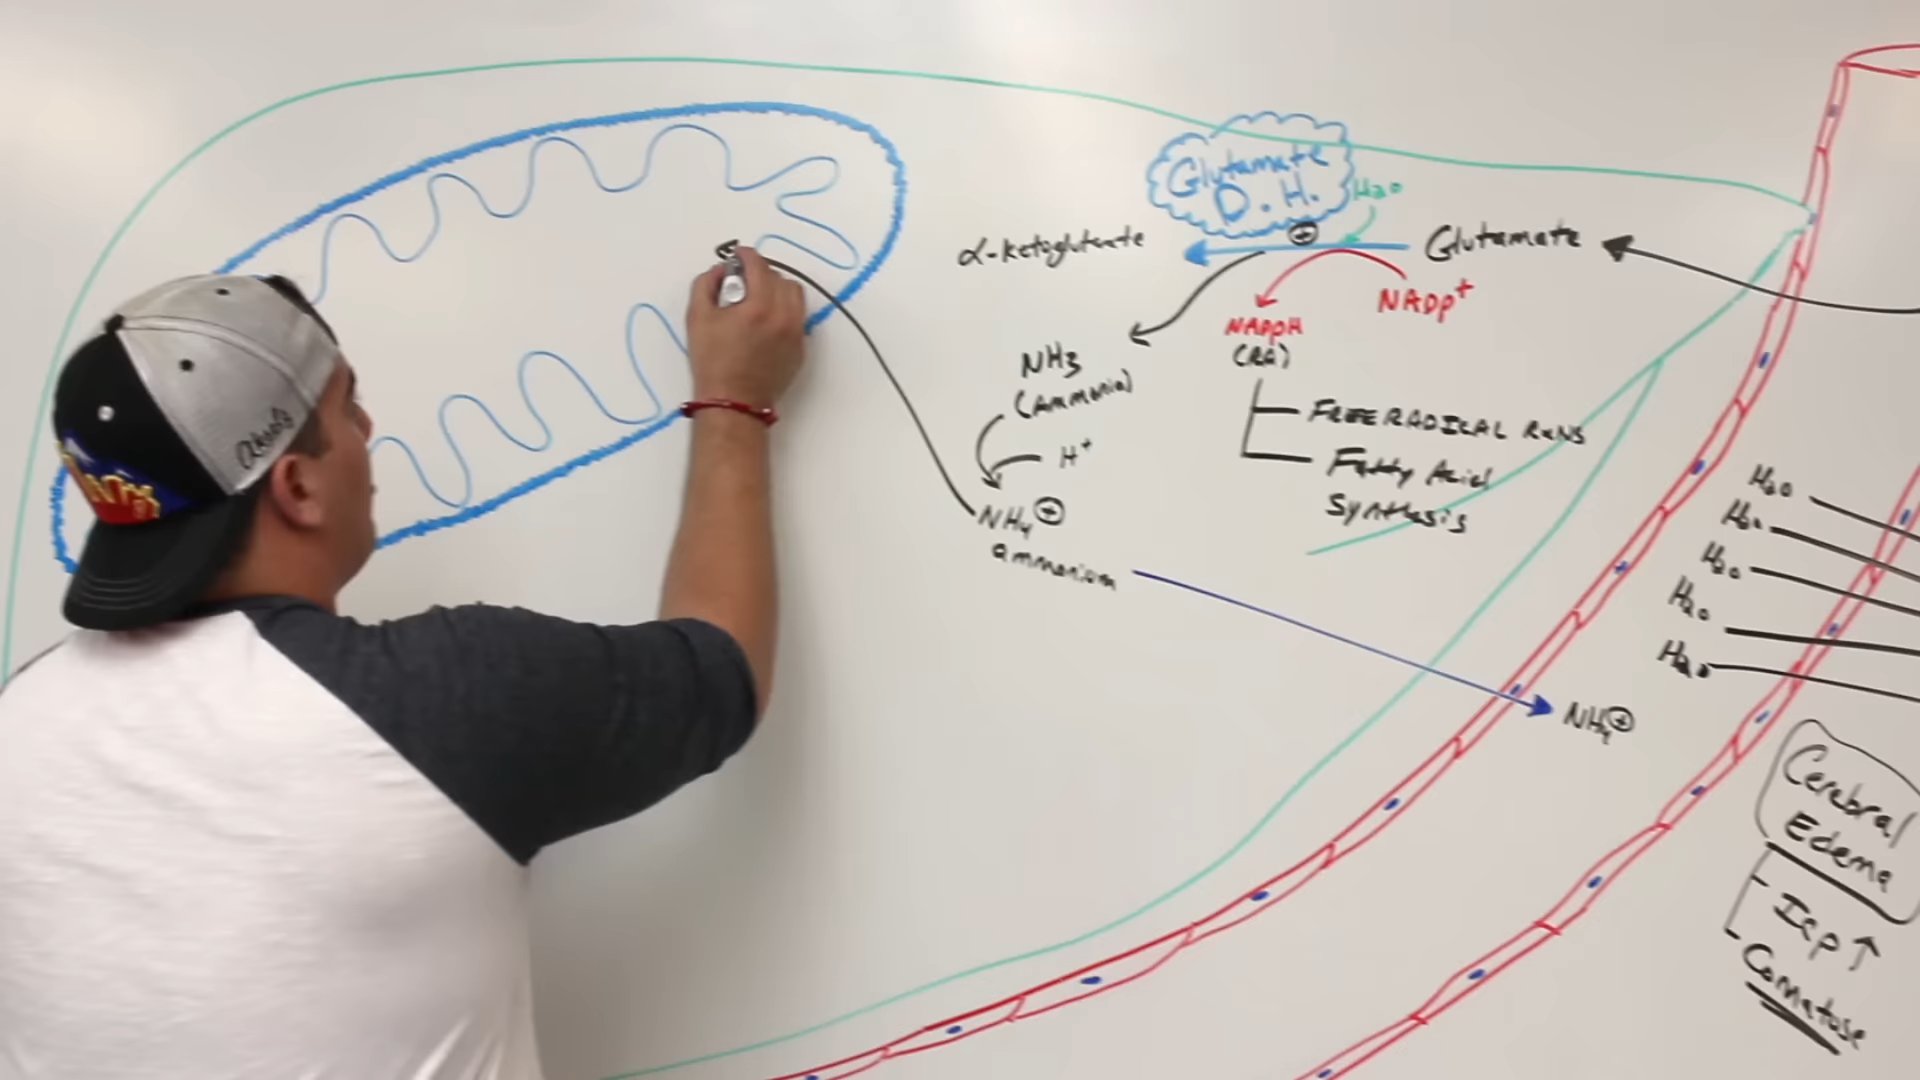 Glutamate
D.H.
H2O
α-ketoglutarate
⊕
Glutamate
NADP+
NADPH
(RA)
NH3
(Ammonia)
H+
FREE RADICAL RXNS
Fatty Acid
Synthesis
NH4⊕
ammonium
NH4⊕
H2O
H2O
H2O
H2O
H2O
Cerebral
Edema
ICP ↑
Comatose